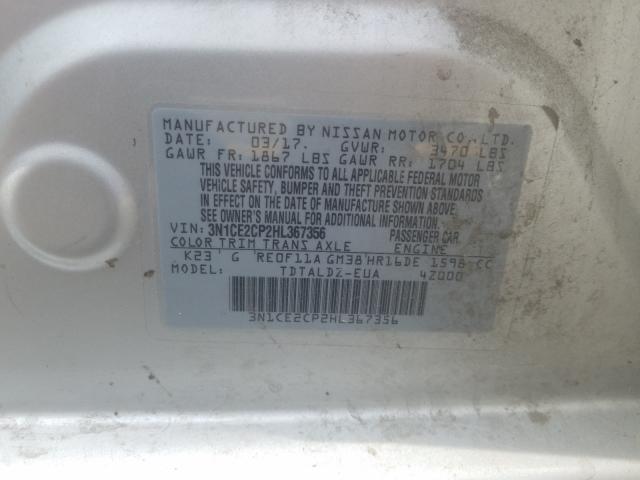 MANUFACTURED BY NISSAN MOTOR CO., LTD.
DATE: 03/17. GVWR: 3470 LBS
GAWR FR: 1867 LBS GAWR RR: 1704 LBS
THIS VEHICLE CONFORMS TO ALL APPLICABLE FEDERAL MOTOR
VEHICLE SAFETY, BUMPER AND THEFT PREVENTION STANDARDS
IN EFFECT ON THE DATE OF MANUFACTURE SHOWN ABOVE.
SEE OWNER'S MANUAL FOR ADDITIONAL INFORMATION.
VIN: 3N1CE2CP2HL367356 PASSENGER CAR
COLOR TRIM TRANS AXLE ENGINE
K23 G RE0F11A GM38 HR16DE 1598 CC
MODEL: TDTALDZ-EUA 4Z000
3N1CE2CP2HL367356